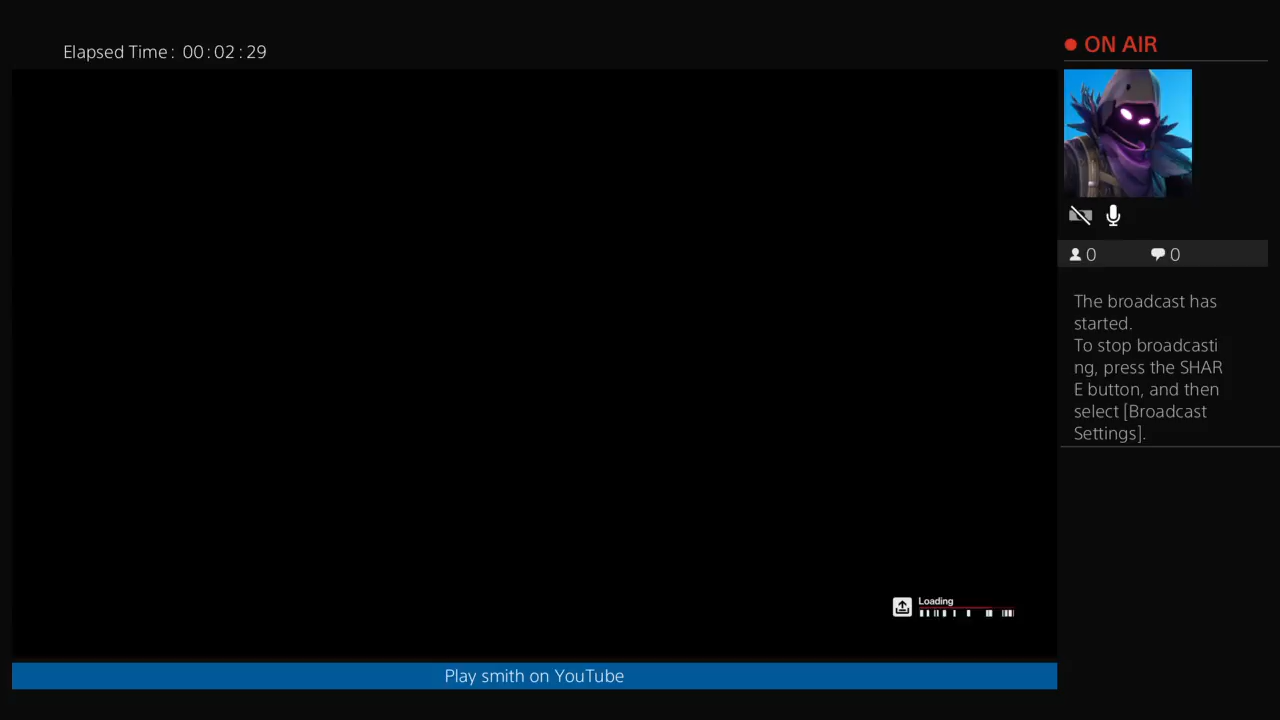 Elapsed Time: 00:02:29
ON AIR
0 0
The broadcast has
started.
To stop broadcasti
ng, press the SHAR
E button, and then
select [Broadcast
Settings].
Loading
Play smith on YouTube